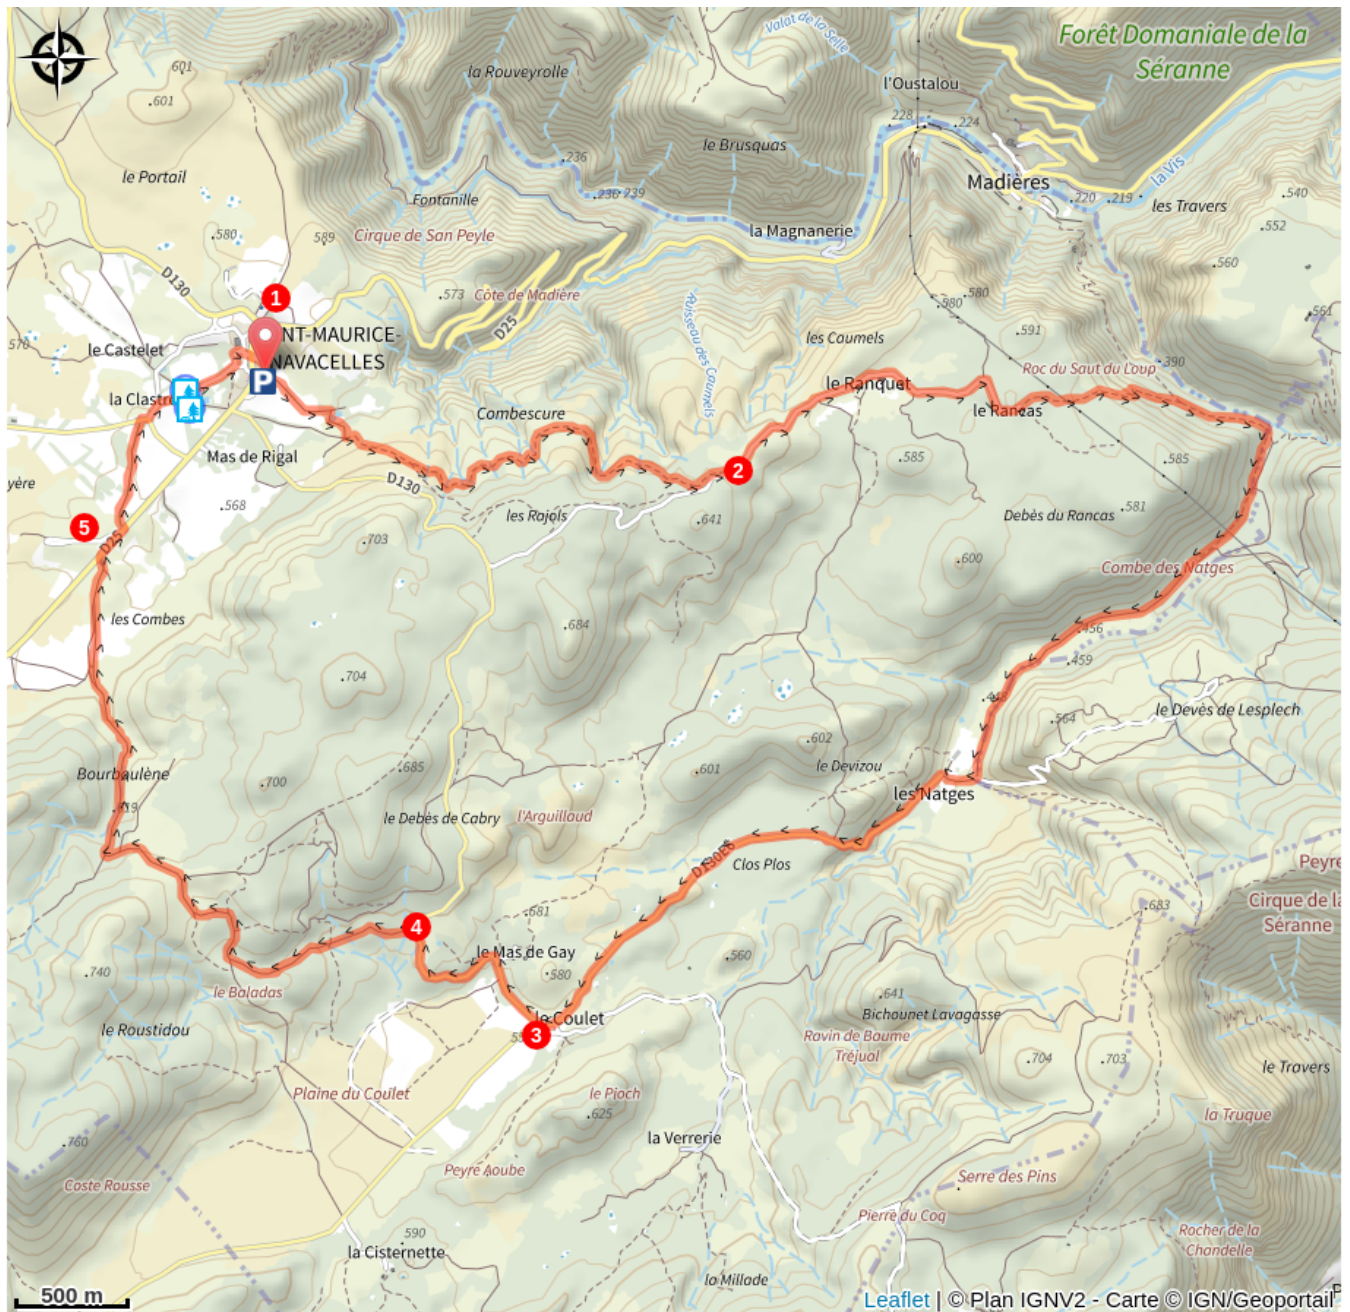 Forêt Domaniale de la
Séranne
Valat de la Selle
601
.601
la Rouveyrolle
l'Oustalou
228
.224
le Brusquas
.236
Madières
la Vis
le Portail
.236
239
.220
.219
.540
Fontanille
les Travers
.552
.580
589
Cirque de San Peyle
la Magnanerie
.560
D130
1
.573
Côte de Madière
.580
.580
.561
D25
Ruisseau des Caumels
.591
NT-MAURICE-
NAVACELLES
les Caumels
570
le Castelet
.390
P
Roc du Saut du Loup
le Ranquet
la Clastr
Combescure
le Rancas
Mas de Rigal
.585
.585
yère
D130
2
.568
les Rajols
.641
Debès du Rancas
.581
5
D25
.703
.600
Combe des Natges
les Combes
.684
.456
.459
.704
.448
le Devès de Lesplech
.564
.602
Bourbaulène
.700
.685
.601
le Devizou
les Natges
le Debès de Cabry
l'Arguillaud
D130E6
Clos Plos
Peyre
Cirque de la
Séranne
.681
.683
4
le Mas de Gay
.560
.740
.580
le Baladas
.641
le Coulet
3
Bichounet Lavagasse
le Roustidou
Ravin de Baume
Tréjual
.704
.703
le Travers
Plaine du Coulet
le Pioch
.625
la Truque
.760
la Verrerie
Peyre Aoube
Serre des Pins
Coste Rousse
Pierre du Coq
590
Rocher de la
Chandelle
la Cisternette
la Millade
500 m
Leaflet | © Plan IGNV2 - Carte © IGN/Geoportail